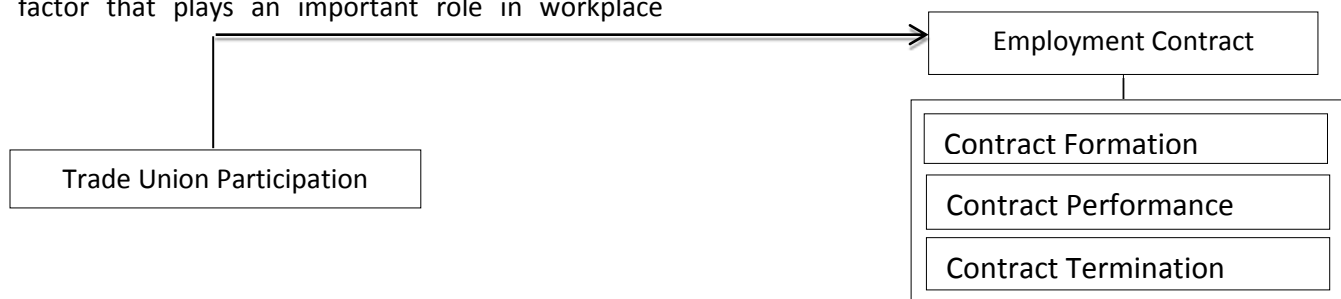 factor that plays an important role in workplace
Employment Contract
Contract Formation
Trade Union Participation
Contract Performance
Contract Termination